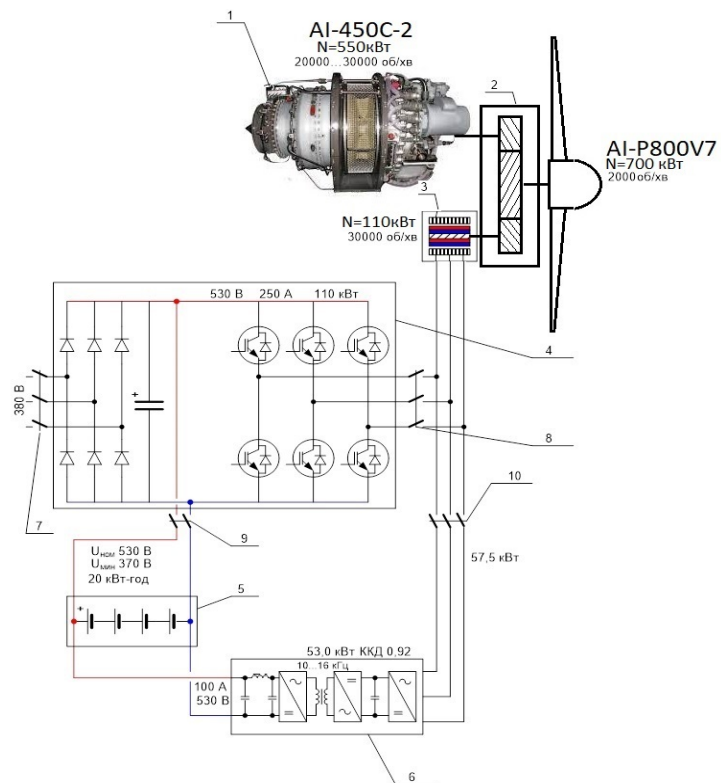 1
AI-450C-2
N=550кВт
20000...30000 об/хв
2
AI-P800V7
N=700 кВт
2000об/хв
3
N=110кВт
30000 об/хв
530 В 250 А 110 кВт
4
380 В
+
8
7
10
9
Uном 530 В
Uмин 370 В
20 кВт-год
57,5 кВт
5
+
53,0 кВт ККД 0,92
10...16 кГц
100 А
530 В
6